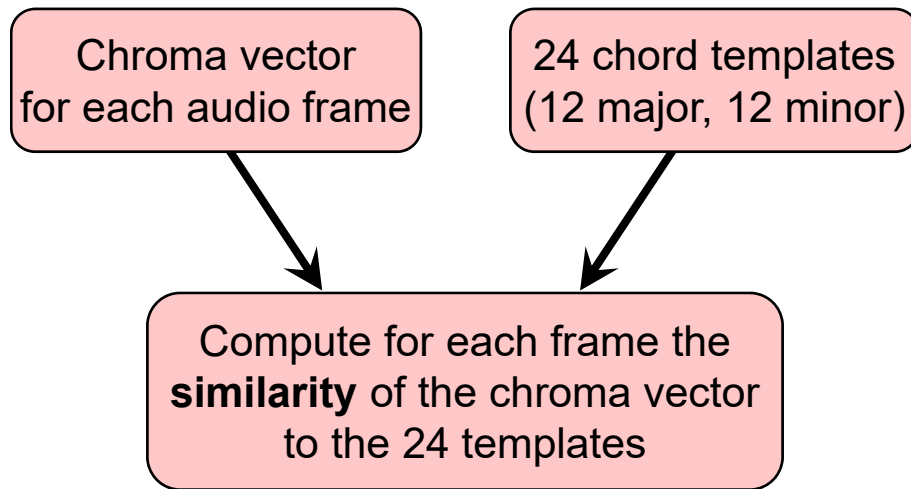 Chroma vector
for each audio frame
24 chord templates
(12 major, 12 minor)
Compute for each frame the
similarity of the chroma vector
to the 24 templates